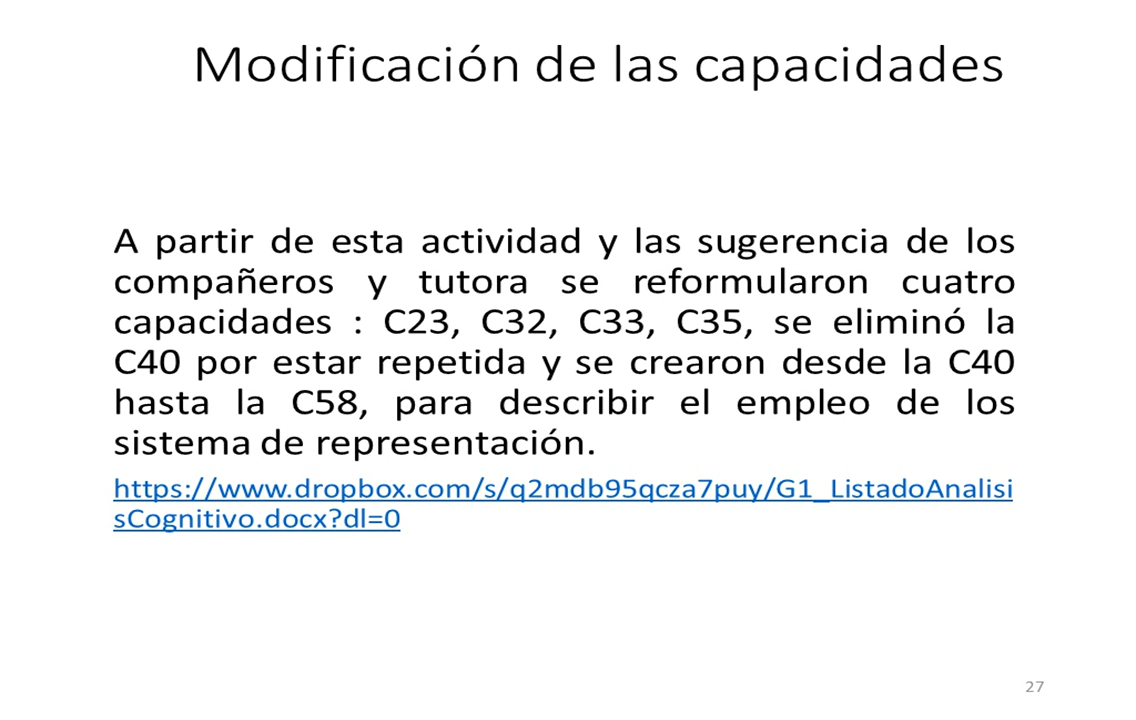 Modificación de las capacidades
A partir de esta actividad y las sugerencia de los
compañeros y tutora se reformularon cuatro
capacidades : C23, C32, C33, C35, se eliminó la
C40 por estar repetida y se crearon desde la C40
hasta la C58, para describir el empleo de los
sistema de representación.
https://www.dropbox.com/s/q2mdb95qcza7puy/G1_ListadoAnalisi
sCognitivo.docx?dl=0
27